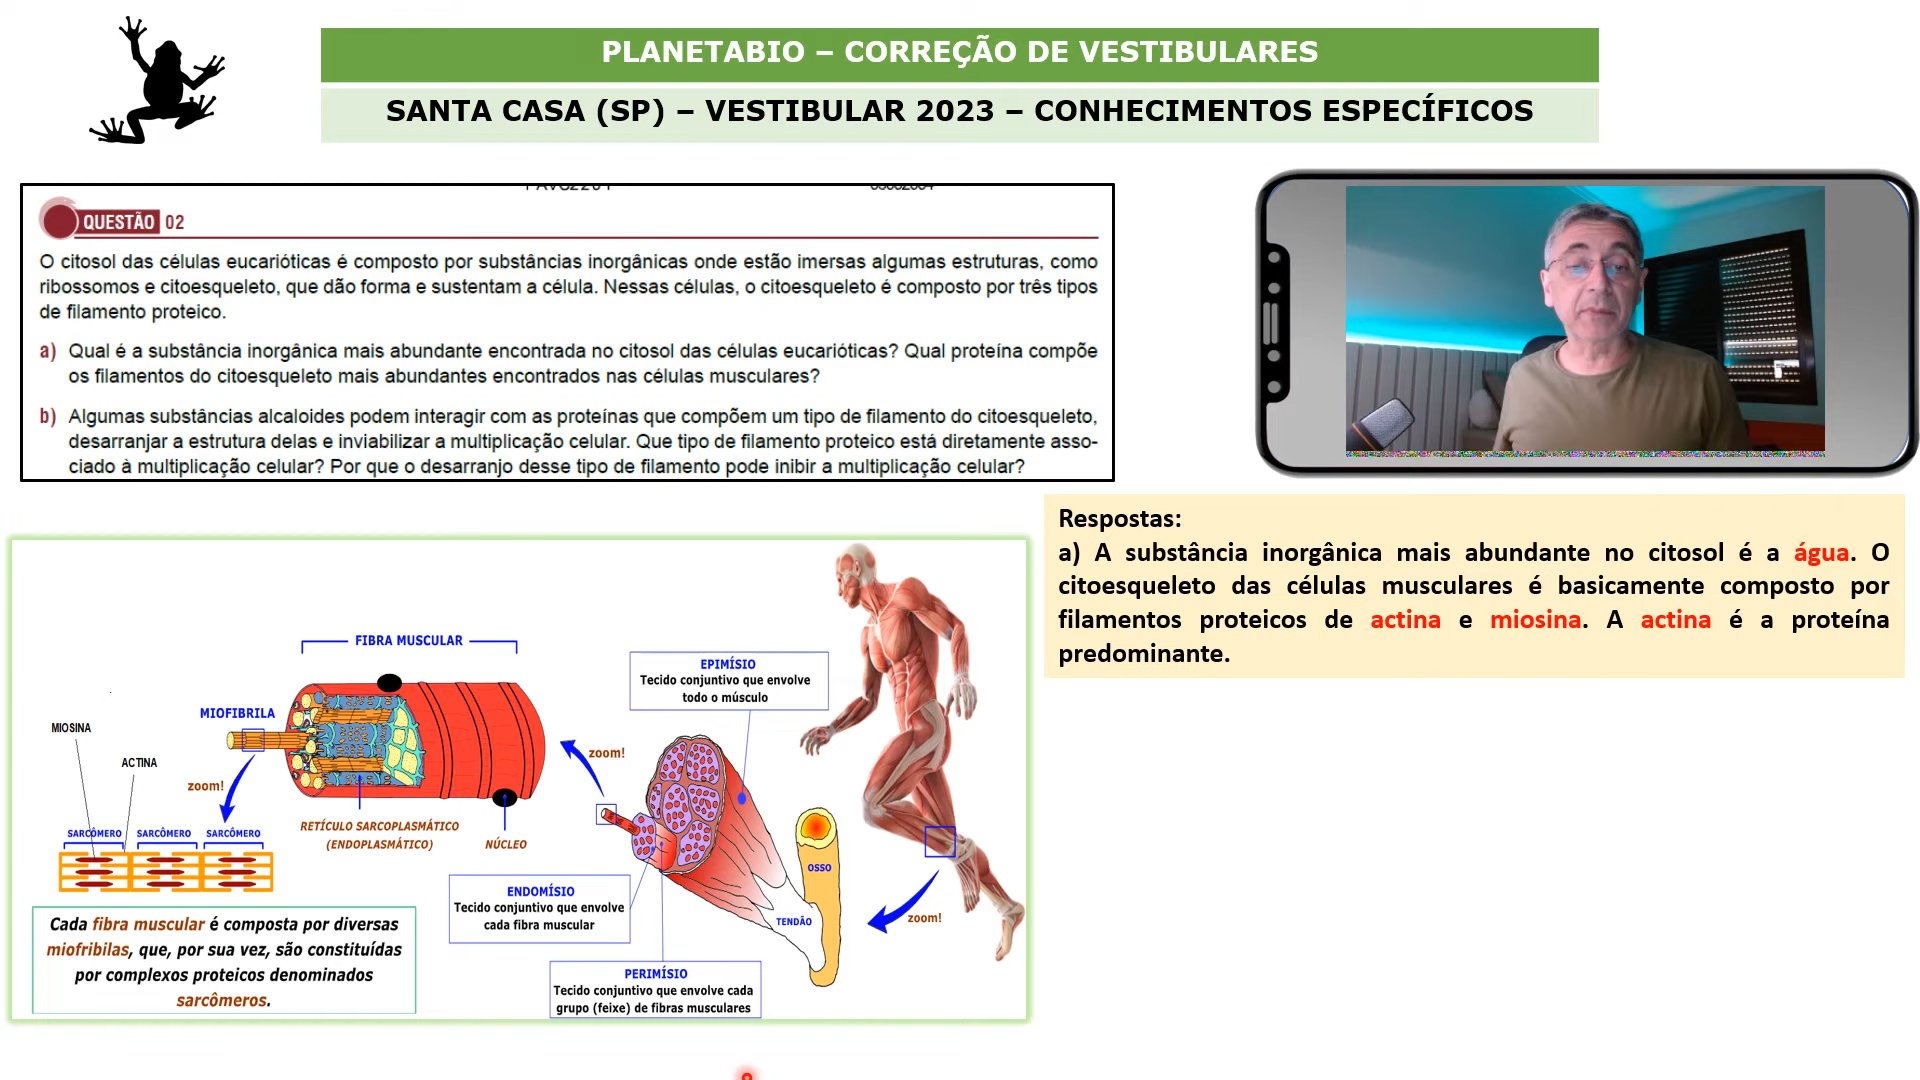 PLANETABIO – CORREÇÃO DE VESTIBULARES
SANTA CASA (SP) – VESTIBULAR 2023 – CONHECIMENTOS ESPECÍFICOS
QUESTÃO 02
O citosol das células eucarióticas é composto por substâncias inorgânicas onde estão imersas algumas estruturas, como
ribossomos e citoesqueleto, que dão forma e sustentam a célula. Nessas células, o citoesqueleto é composto por três tipos
de filamento proteico.
a) Qual é a substância inorgânica mais abundante encontrada no citosol das células eucarióticas? Qual proteína compõe
os filamentos do citoesqueleto mais abundantes encontrados nas células musculares?
b) Algumas substâncias alcaloides podem interagir com as proteínas que compõem um tipo de filamento do citoesqueleto,
desarranjar a estrutura delas e inviabilizar a multiplicação celular. Que tipo de filamento proteico está diretamente asso-
ciado à multiplicação celular? Por que o desarranjo desse tipo de filamento pode inibir a multiplicação celular?
Respostas:
a) A substância inorgânica mais abundante no citosol é a água. O
citoesqueleto das células musculares é basicamente composto por
filamentos proteicos de actina e miosina. A actina é a proteína
predominante.
FIBRA MUSCULAR
EPIMÍSIO
Tecido conjuntivo que envolve
todo o músculo
MIOFIBRILA
MIOSINA
ACTINA
zoom!
zoom!
SARCÔMERO SARCÔMERO SARCÔMERO
RETÍCULO SARCOPLASMÁTICO
(ENDOPLASMÁTICO)
NÚCLEO
OSSO
ENDOMÍSIO
Tecido conjuntivo que envolve
cada fibra muscular
TENDÃO
zoom!
Cada fibra muscular é composta por diversas
miofribilas, que, por sua vez, são constituídas
por complexos proteicos denominados
sarcômeros.
PERIMÍSIO
Tecido conjuntivo que envolve cada
grupo (feixe) de fibras musculares